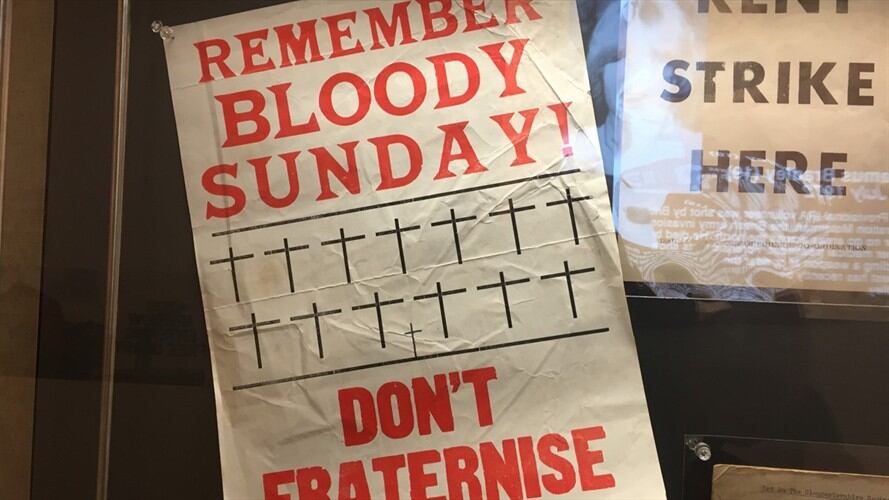 REMEMBER
BLOODY
SUNDAY!
DON'T
FRATERNISE
RENT
STRIKE
HERE